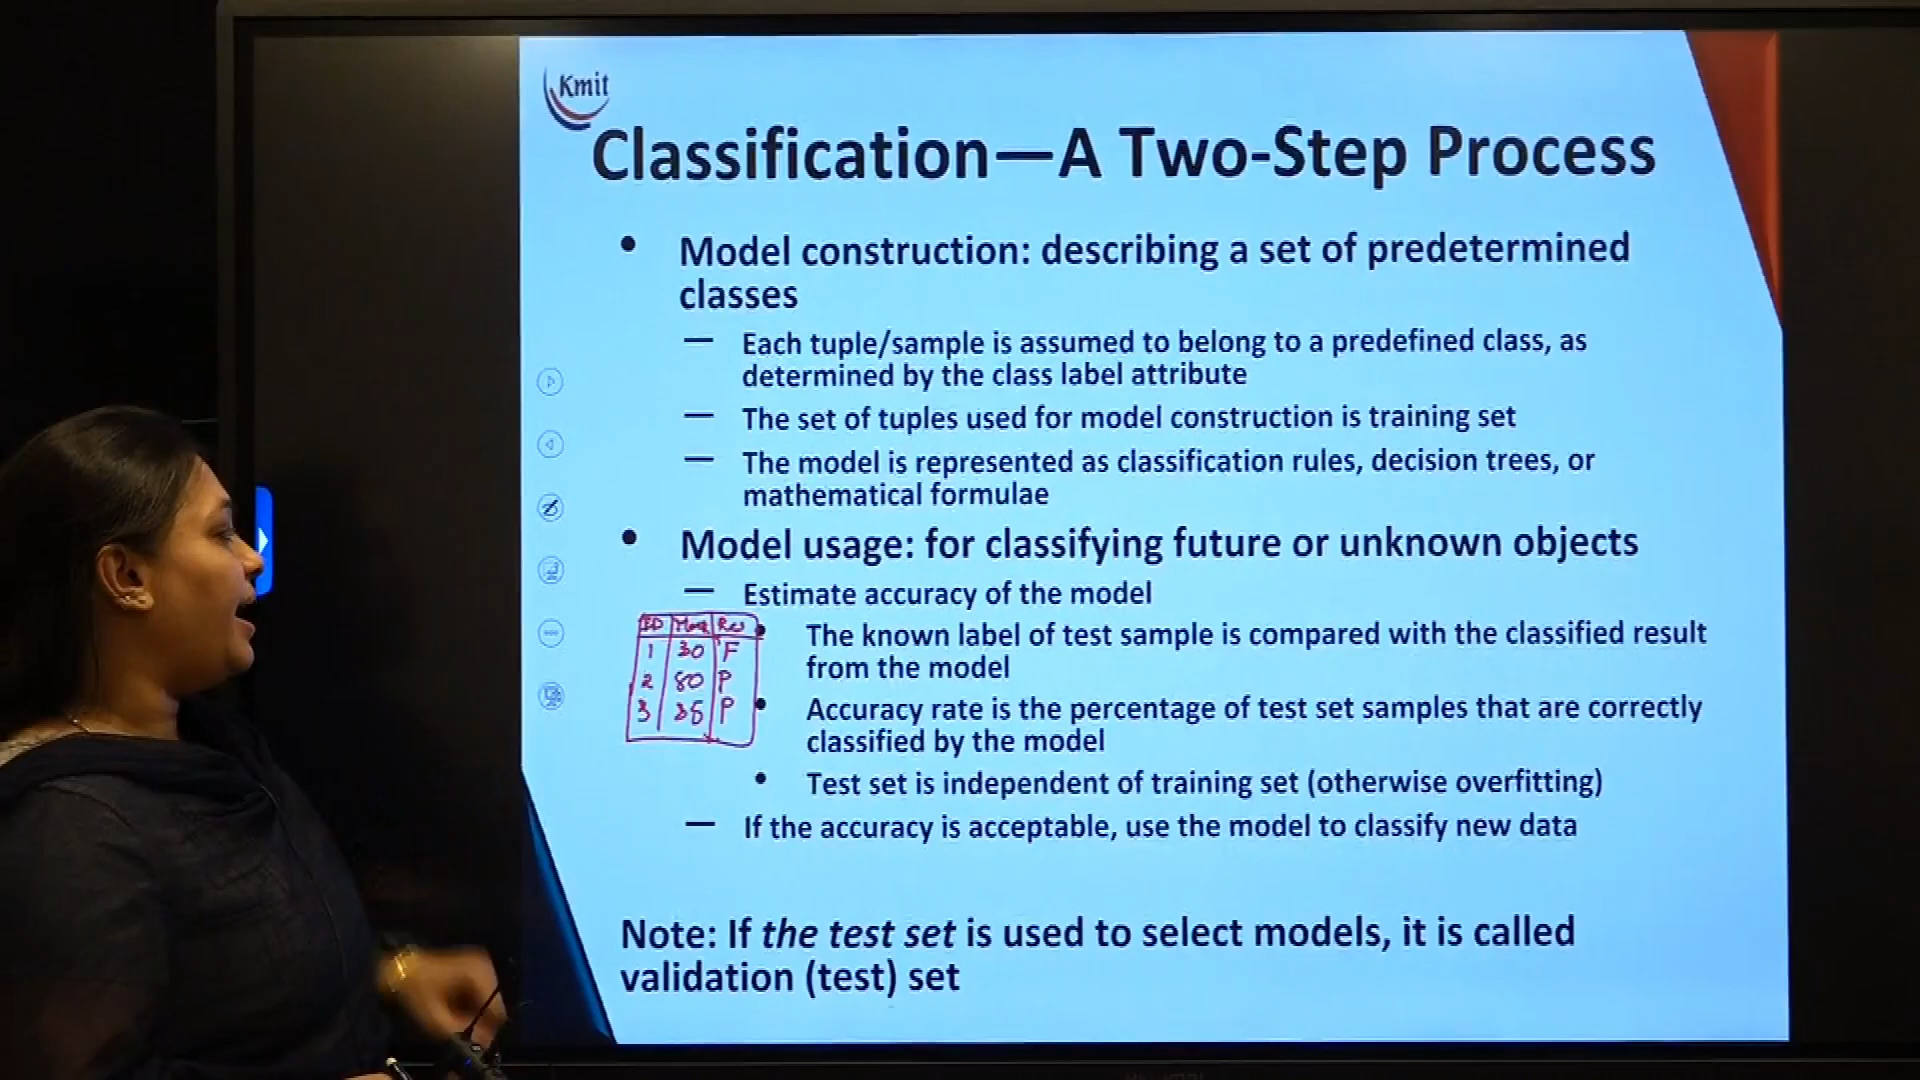 Kmit
Classification—A Two-Step Process
• Model construction: describing a set of predetermined
classes
— Each tuple/sample is assumed to belong to a predefined class, as
determined by the class label attribute
— The set of tuples used for model construction is training set
— The model is represented as classification rules, decision trees, or
mathematical formulae
• Model usage: for classifying future or unknown objects
— Estimate accuracy of the model
• The known label of test sample is compared with the classified result
from the model
• Accuracy rate is the percentage of test set samples that are correctly
classified by the model
• Test set is independent of training set (otherwise overfitting)
— If the accuracy is acceptable, use the model to classify new data
1 30 F
2 80 P
3 35 P
Note: If the test set is used to select models, it is called
validation (test) set